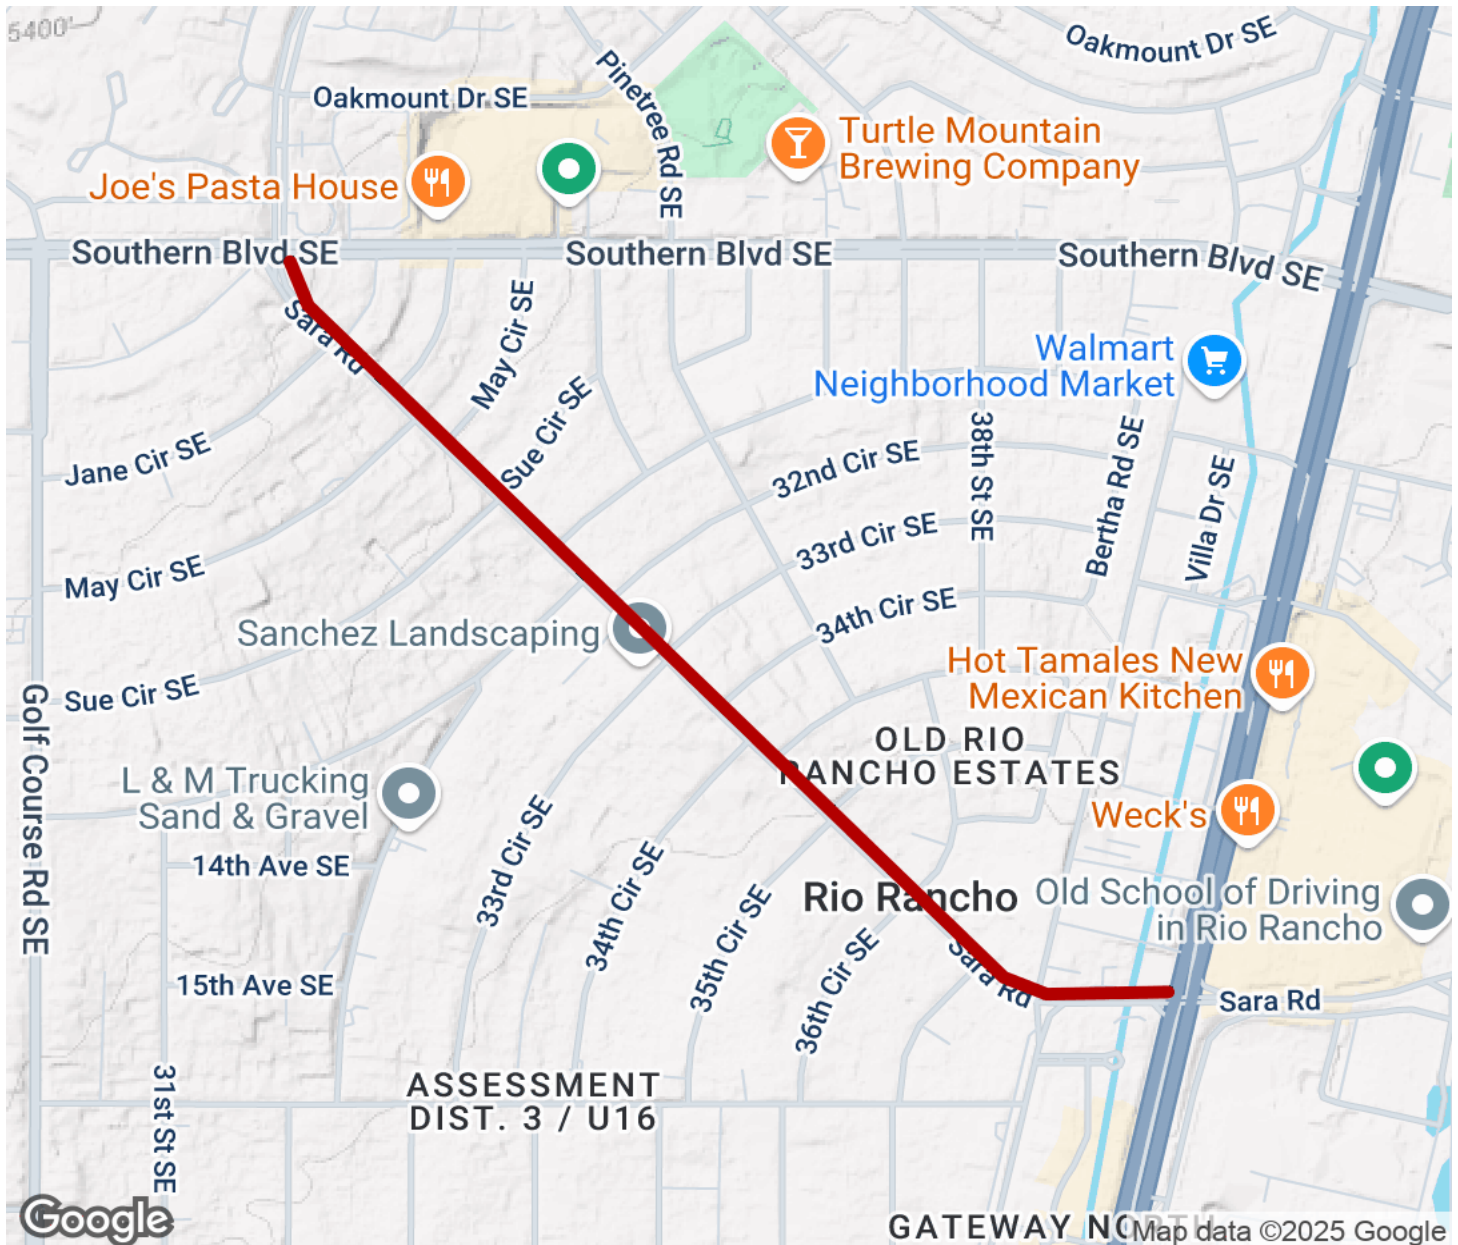 5400'
Oakmount Dr SE
Oakmount Dr SE
Pinetree Rd SE
Turtle Mountain
Brewing Company
Joe's Pasta House
Southern Blvd SE
Southern Blvd SE
Southern Blvd SE
Sara Rd
May Cir SE
Sue Cir SE
Walmart
Neighborhood Market
Jane Cir SE
32nd Cir SE
38th St SE
Bertha Rd SE
Villa Dr SE
33rd Cir SE
May Cir SE
34th Cir SE
Sanchez Landscaping
Hot Tamales New
Mexican Kitchen
Sue Cir SE
Golf Course Rd SE
OLD RIO
RANCHO ESTATES
L & M Trucking
Sand & Gravel
Weck's
14th Ave SE
33rd Cir SE
34th Cir SE
35th Cir SE
36th Cir SE
Rio Rancho
Old School of Driving
in Rio Rancho
15th Ave SE
Sara Rd
Sara Rd
31st St SE
ASSESSMENT
DIST. 3 / U16
GATEWAY NORTH
Google
Map data ©2025 Google